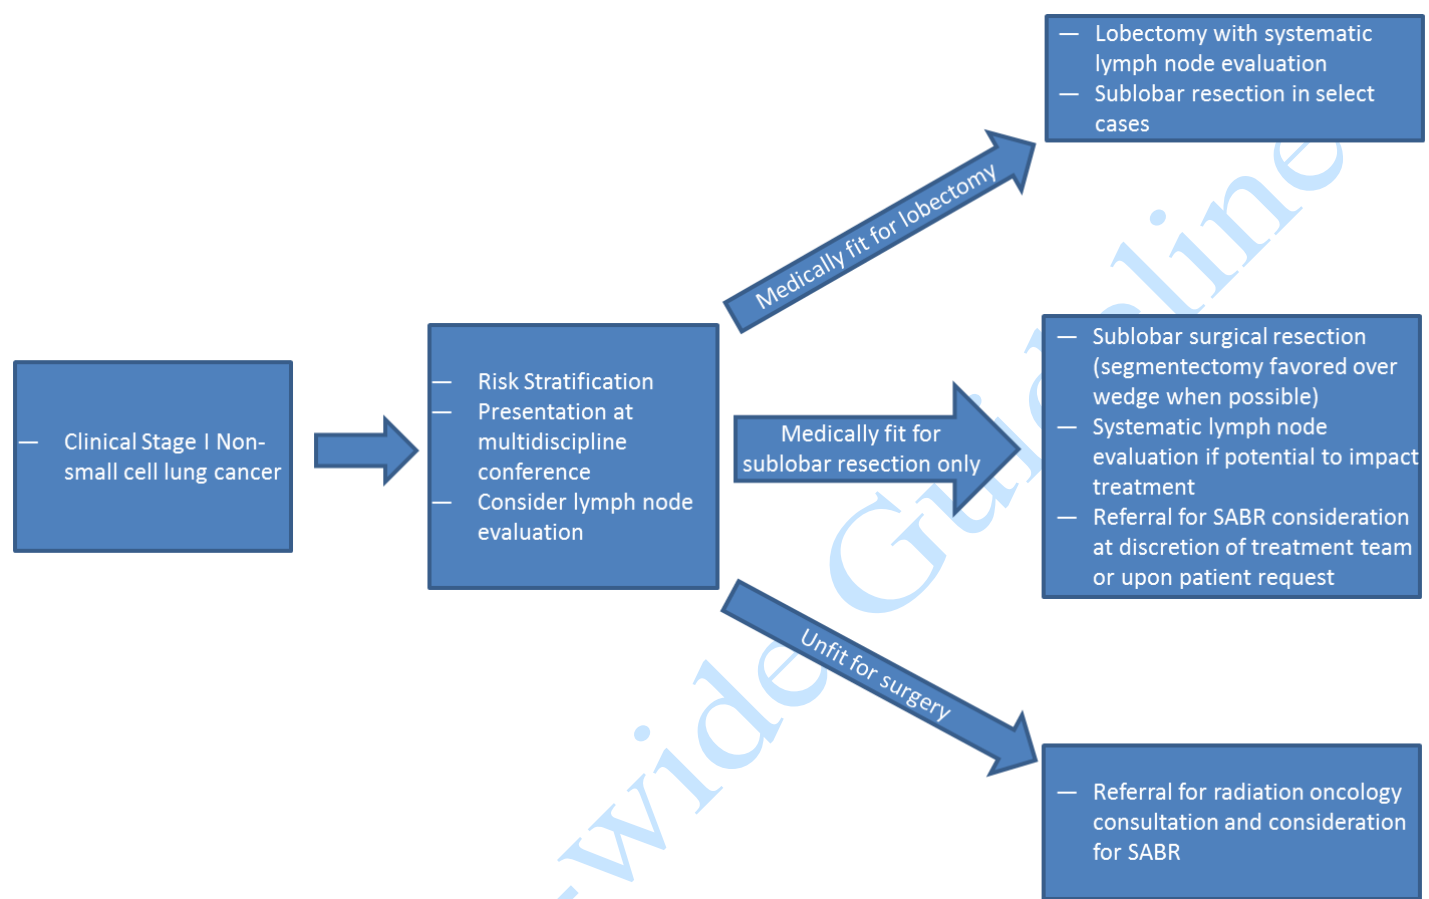 — Clinical Stage I Non-
small cell lung cancer
— Risk Stratification
— Presentation at
multidiscipline
conference
— Consider lymph node
evaluation
Medically fit for lobectomy
— Lobectomy with systematic
lymph node evaluation
— Sublobar resection in select
cases
Medically fit for
sublobar resection only
— Sublobar surgical resection
(segmentectomy favored over
wedge when possible)
— Systematic lymph node
evaluation if potential to impact
treatment
— Referral for SABR consideration
at discretion of treatment team
or upon patient request
Unfit for surgery
— Referral for radiation oncology
consultation and consideration
for SABR
-wide Guideline